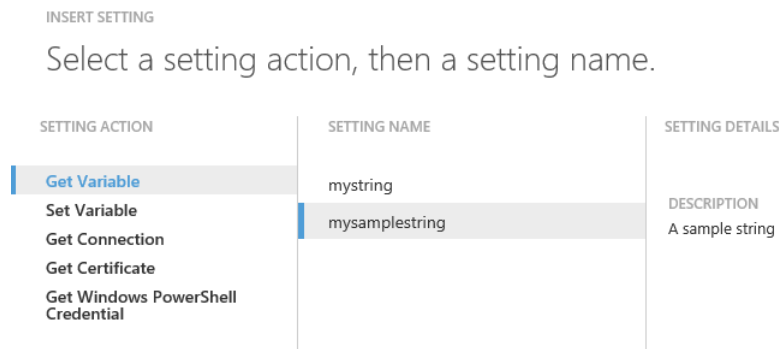 INSERT SETTING
Select a setting action, then a setting name.
SETTING ACTION
Get Variable
Set Variable
Get Connection
Get Certificate
Get Windows PowerShell
Credential
SETTING NAME
mystring
mysamplestring
SETTING DETAILS
DESCRIPTION
A sample string